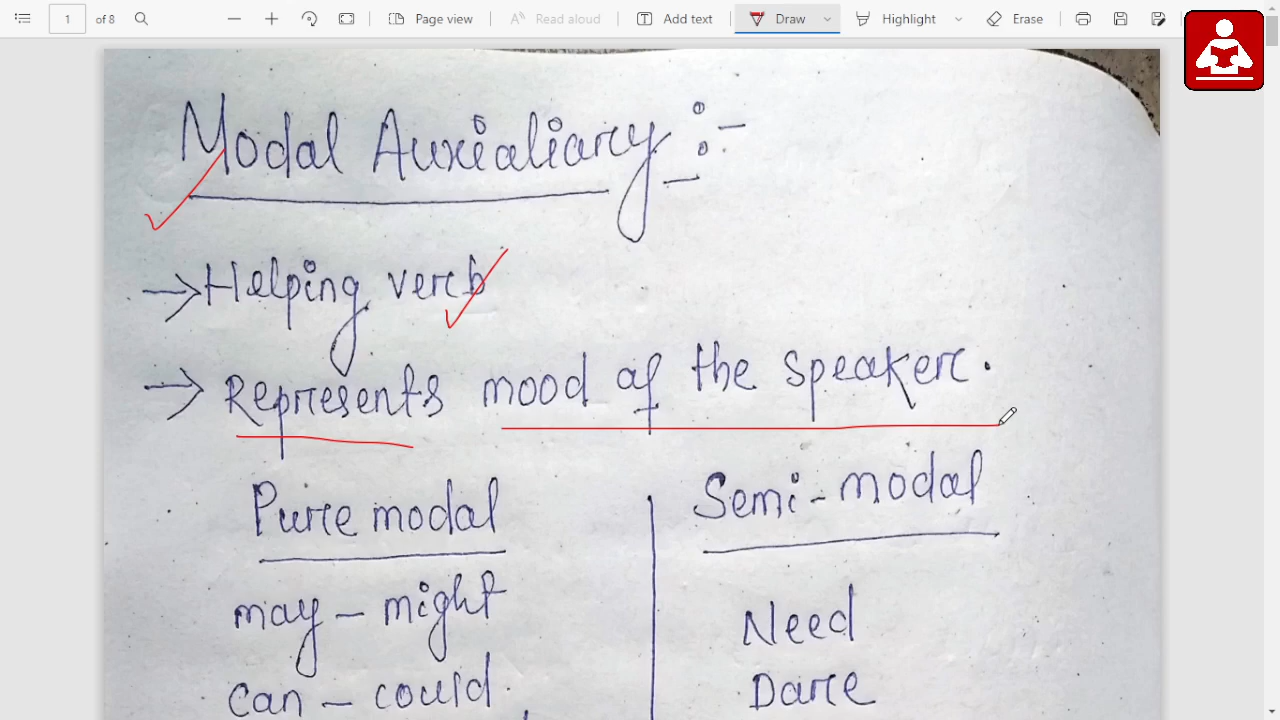 1 of 8 Page view Read aloud Add text Draw Highlight Erase
Modal Auxialiary :-
→ Helping verb
→ Represents mood of the speaker.
Pure modal
Semi-modal
may - might
Need
can - could
Dare